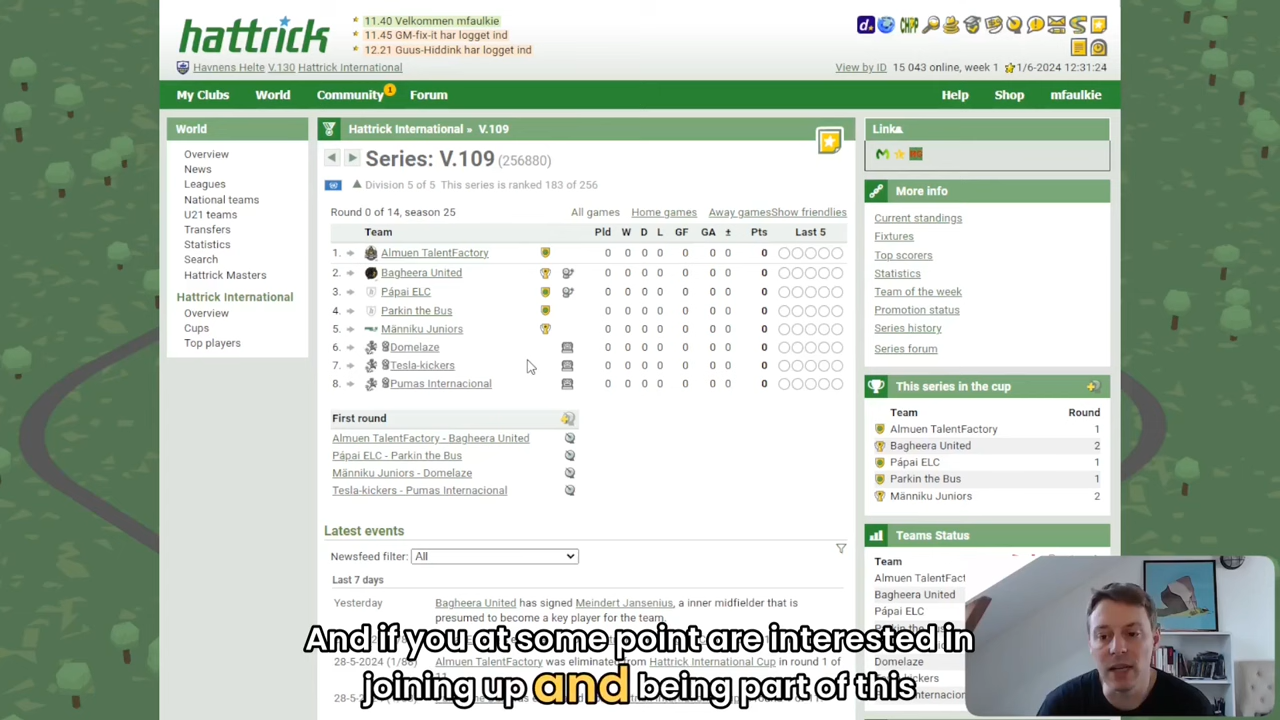 hattrick
11.40 Velkommen mfaulkie
11.45 GM-fix-it har logget ind
12.21 Guus-Hiddink har logget ind
Havnens Helte V.130 Hattrick International
CHPP
View by ID 15 043 online, week 1 1/6-2024 12:31:24
My Clubs World Community 1 Forum Help Shop mfaulkie
World
Overview
News
Leagues
National teams
U21 teams
Transfers
Statistics
Search
Hattrick Masters
Hattrick International
Overview
Cups
Top players
Hattrick International » V.109
Series: V.109 (256880)
Division 5 of 5 This series is ranked 183 of 256
Round 0 of 14, season 25 All games Home games Away games Show friendlies
Team Pld W D L GF GA ± Pts Last 5
1. Almuen TalentFactory 0 0 0 0 0 0 0 0
2. Bagheera United 0 0 0 0 0 0 0 0
3. Pápai ELC 0 0 0 0 0 0 0 0
4. Parkin the Bus 0 0 0 0 0 0 0 0
5. Männiku Juniors 0 0 0 0 0 0 0 0
6. Domelaze 0 0 0 0 0 0 0 0
7. Tesla-kickers 0 0 0 0 0 0 0 0
8. Pumas Internacional 0 0 0 0 0 0 0 0
First round
Almuen TalentFactory - Bagheera United
Pápai ELC - Parkin the Bus
Männiku Juniors - Domelaze
Tesla-kickers - Pumas Internacional
Latest events
Newsfeed filter: All
Last 7 days
Yesterday Bagheera United has signed Meindert Jansenius, a inner midfielder that is
presumed to become a key player for the team.
28-5-2024 (1/86) Almuen TalentFactory was eliminated from Hattrick International Cup in round 1 of
Links
More info
Current standings
Fixtures
Top scorers
Statistics
Team of the week
Promotion status
Series history
Series forum
This series in the cup
Team Round
Almuen TalentFactory 1
Bagheera United 2
Pápai ELC 1
Parkin the Bus 1
Männiku Juniors 2
Teams Status
Team
Almuen TalentFact
Bagheera United
Pápai ELC
Domelaze
And if you at some point are interested in
joining up and being part of this